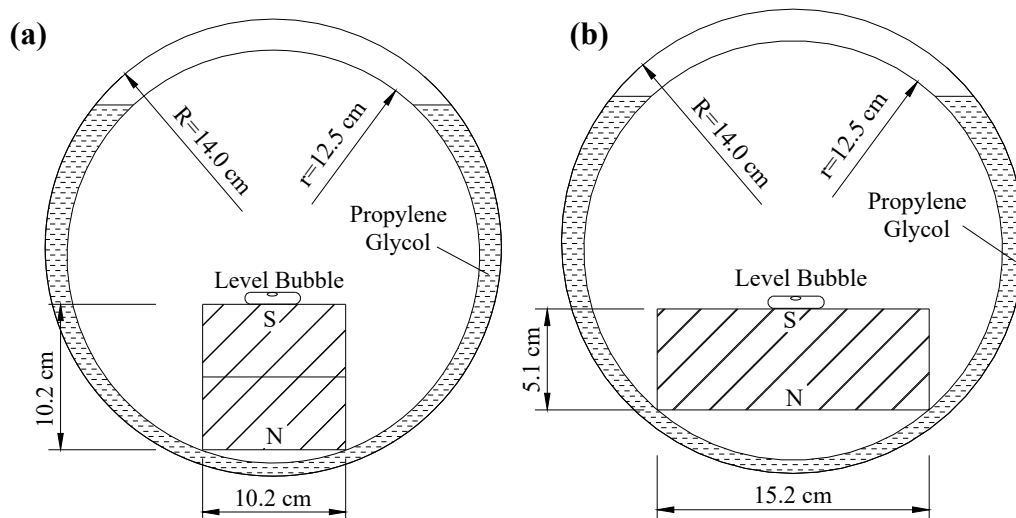 (a)
R=14.0 cm
r=12.5 cm
Propylene
Glycol
Level Bubble
S
N
10.2 cm
10.2 cm
(b)
R=14.0 cm
r=12.5 cm
Propylene
Glycol
Level Bubble
S
N
5.1 cm
15.2 cm